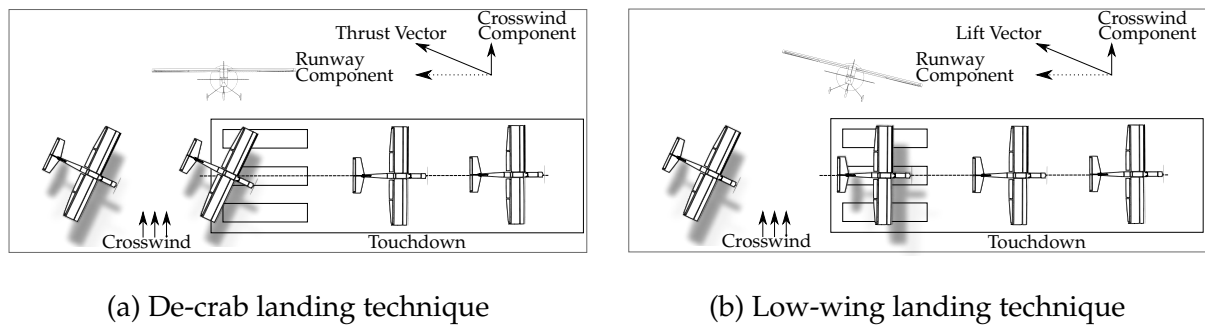 Crosswind
Thrust Vector
Component
Runway
Component
Crosswind
Touchdown
(a) De-crab landing technique
Crosswind
Lift Vector
Component
Runway
Component
Crosswind
Touchdown
(b) Low-wing landing technique